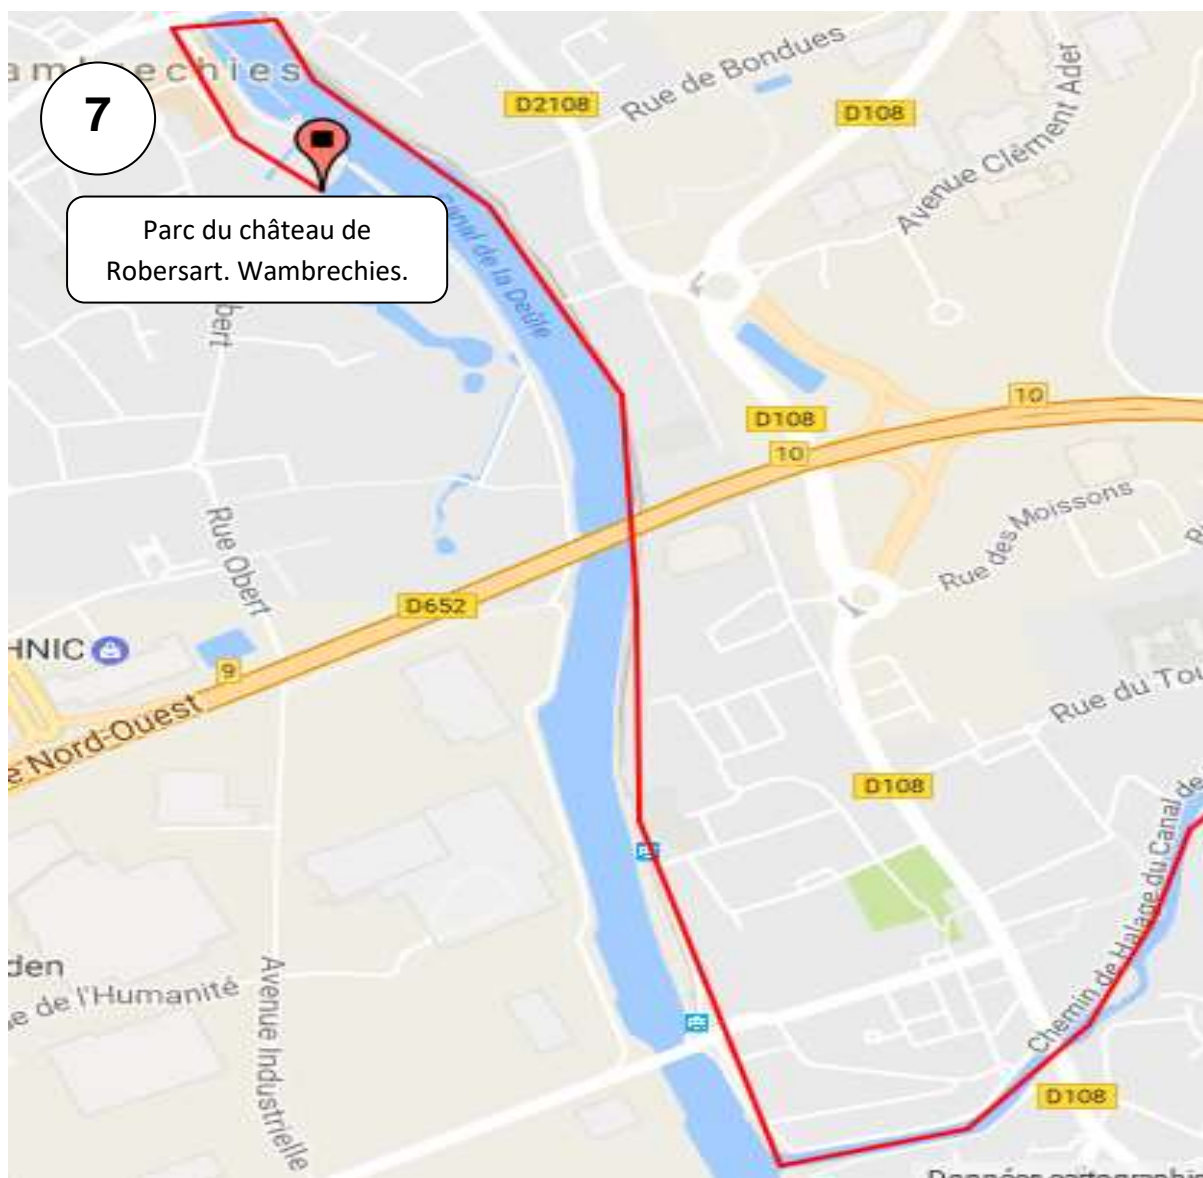 ambrechies
7
Parc du château de
Robersart. Wambrechies.
D2108
Rue de Bondues
D108
Avenue Clément Ader
Canal de la Deûle
bert
10
D108
10
Rue des Moissons
Rue Obert
D652
HNIC
9
e Nord-Ouest
Rue du Tou
D108
Chemin de Halage du Canal de
den
e de l'Humanité
Avenue Industrielle
D108